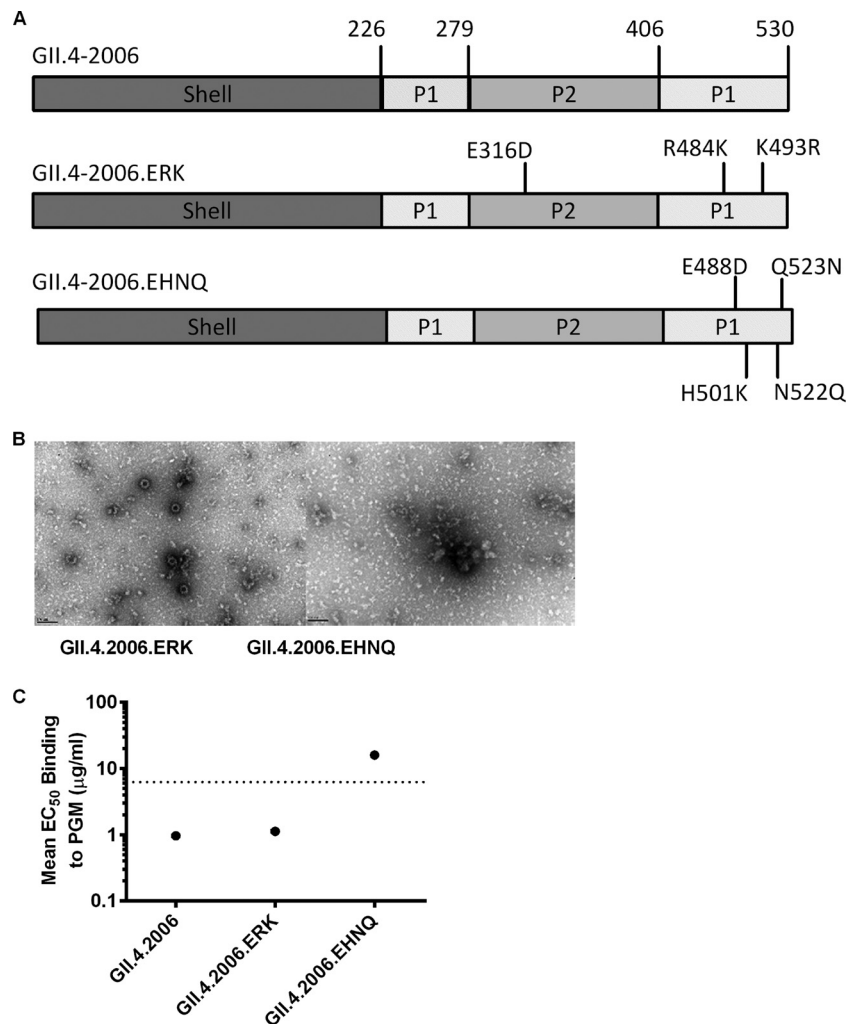 A
226 279 406 530
GII.4-2006
Shell P1 P2 P1
E316D R484K K493R
GII.4-2006.ERK
Shell P1 P2 P1
E488D Q523N
GII.4-2006.EHNQ
Shell P1 P2 P1
H501K N522Q
B
GII.4.2006.ERK GII.4.2006.EHNQ
C
Mean EC50 Binding
to PGM (μg/ml)
100
10
1
0.1
GII.4.2006
GII.4.2006.ERK
GII.4.2006.EHNQ